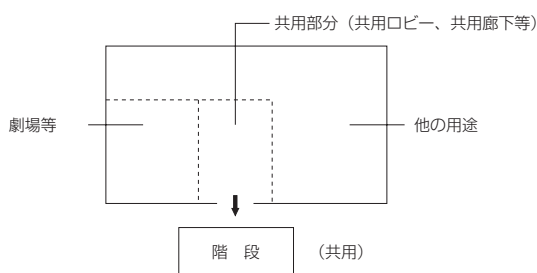 共用部分（共用ロビー、共用廊下等）
劇場等
他の用途
階 段
（共用）